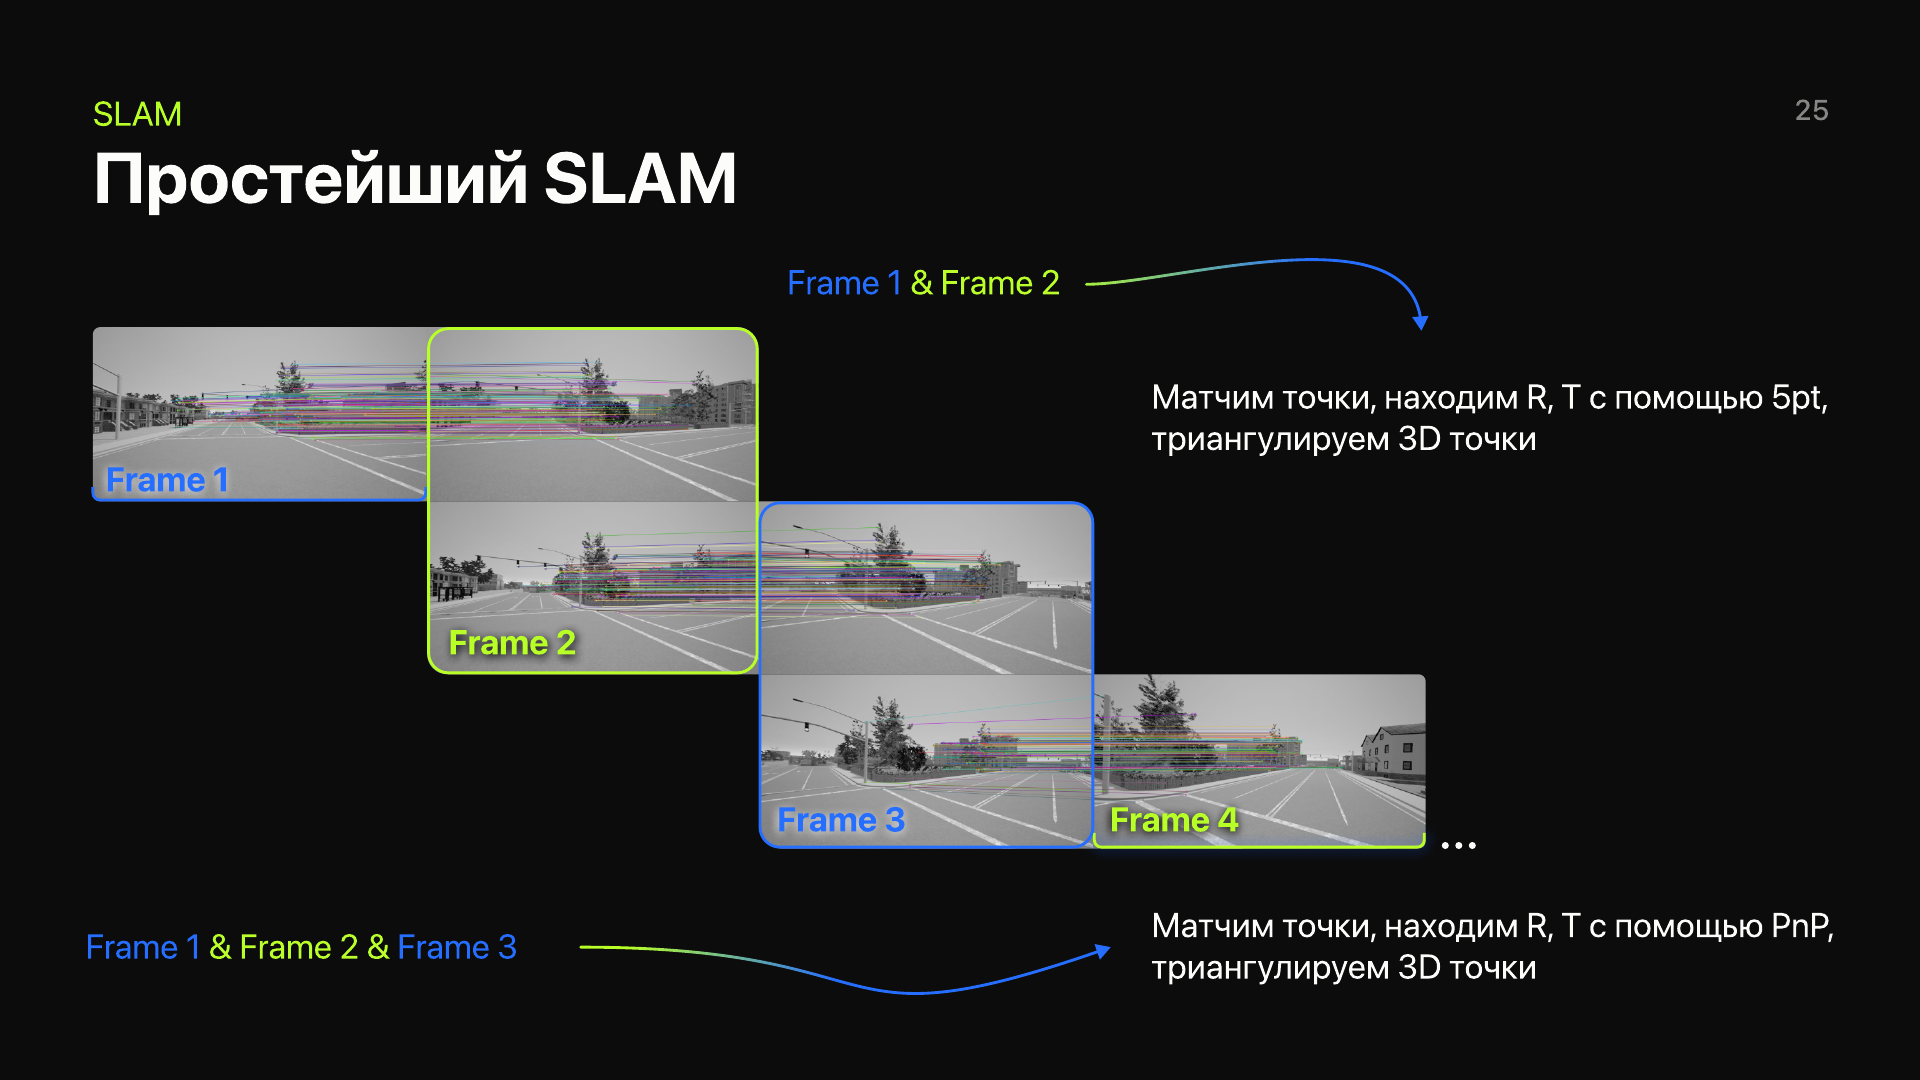 SLAM
25
Простейший SLAM
Frame 1 & Frame 2
Матчим точки, находим R, T с помощью 5pt,
триангулируем 3D точки
Frame 1
Frame 2
Frame 3
Frame 4
...
Frame 1 & Frame 2 & Frame 3
Матчим точки, находим R, T с помощью PnP,
триангулируем 3D точки